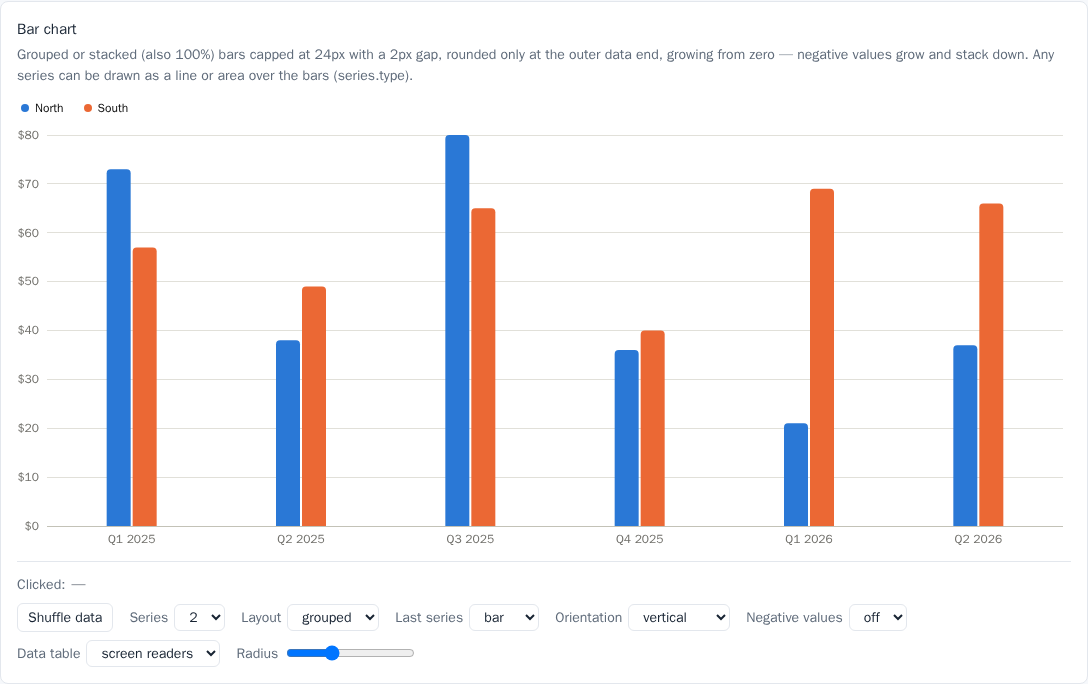 Bar chart
Grouped or stacked (also 100%) bars capped at 24px with a 2px gap, rounded only at the outer data end, growing from zero — negative values grow and stack down. Any
series can be drawn as a line or area over the bars (series.type).
North South
$80
$70
$60
$50
$40
$30
$20
$10
$0
Q1 2025 Q2 2025 Q3 2025 Q4 2025 Q1 2026 Q2 2026
Clicked: —
Shuffle data Series 2 Layout grouped Last series bar Orientation vertical Negative values off
Data table screen readers Radius